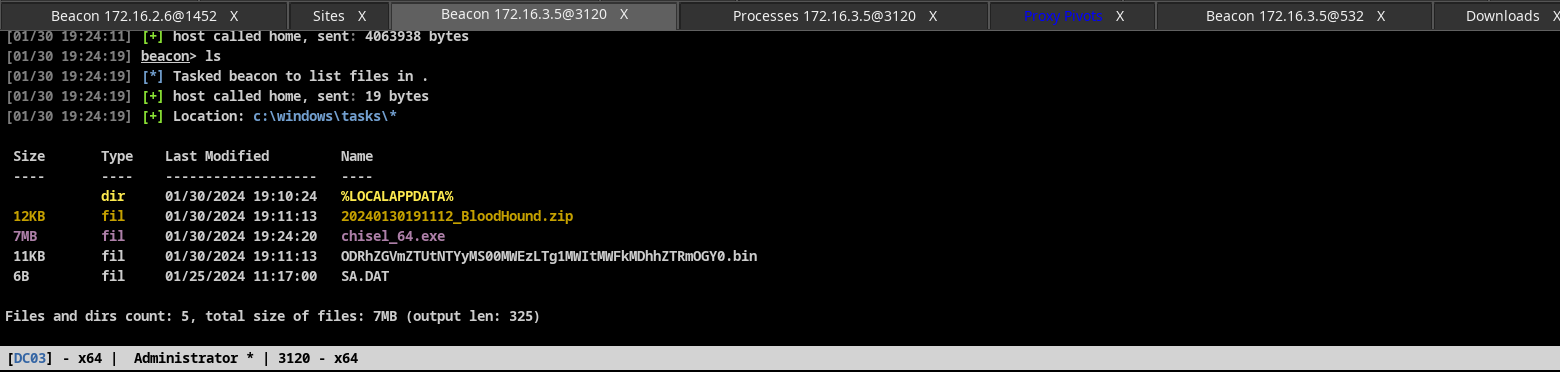 Beacon 172.16.2.6@1452 X Sites X Beacon 172.16.3.5@3120 X Processes 172.16.3.5@3120 X Proxy Pivots X Beacon 172.16.3.5@532 X Downloads X
[01/30 19:24:11] [+] host called home, sent: 4063938 bytes
[01/30 19:24:19] beacon> ls
[01/30 19:24:19] [*] Tasked beacon to list files in .
[01/30 19:24:19] [+] host called home, sent: 19 bytes
[01/30 19:24:19] [+] Location: c:\windows\tasks\*
Size Type Last Modified Name
---- ---- ------------------- ----
dir 01/30/2024 19:10:24 %LOCALAPPDATA%
12KB fil 01/30/2024 19:11:13 20240130191112_BloodHound.zip
7MB fil 01/30/2024 19:24:20 chisel_64.exe
11KB fil 01/30/2024 19:11:13 ODRhZGVmZTUtNTYyMS00MWEzLTg1MWItMWFkMDhhZTRmOGY0.bin
6B fil 01/25/2024 11:17:00 SA.DAT
Files and dirs count: 5, total size of files: 7MB (output len: 325)
[DC03] - x64 | Administrator * | 3120 - x64